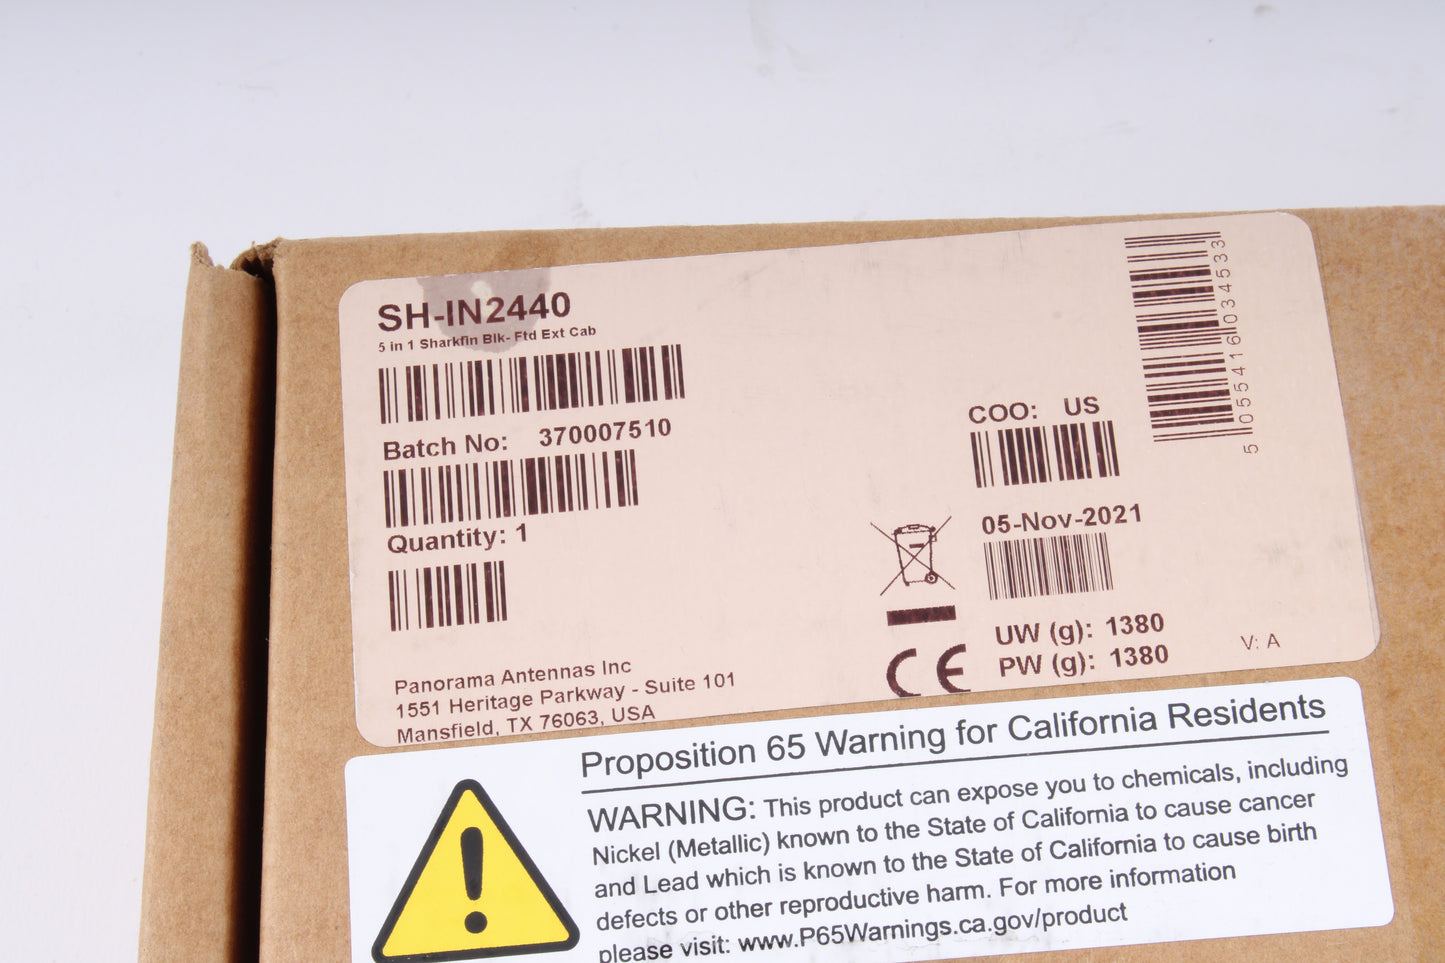 SH-IN2440
5 in 1 Sharkfin Blk- Ftd Ext Cab
Batch No: 370007510
Quantity: 1
Panorama Antennas Inc
1551 Heritage Parkway - Suite 101
Mansfield, TX 76063, USA
COO: US
05-Nov-2021
UW (g): 1380
PW (g): 1380
CE
V: A
5055416034533
Proposition 65 Warning for California Residents
WARNING: This product can expose you to chemicals, including
Nickel (Metallic) known to the State of California to cause cancer
and Lead which is known to the State of California to cause birth
defects or other reproductive harm. For more information
please visit: www.P65Warnings.ca.gov/product